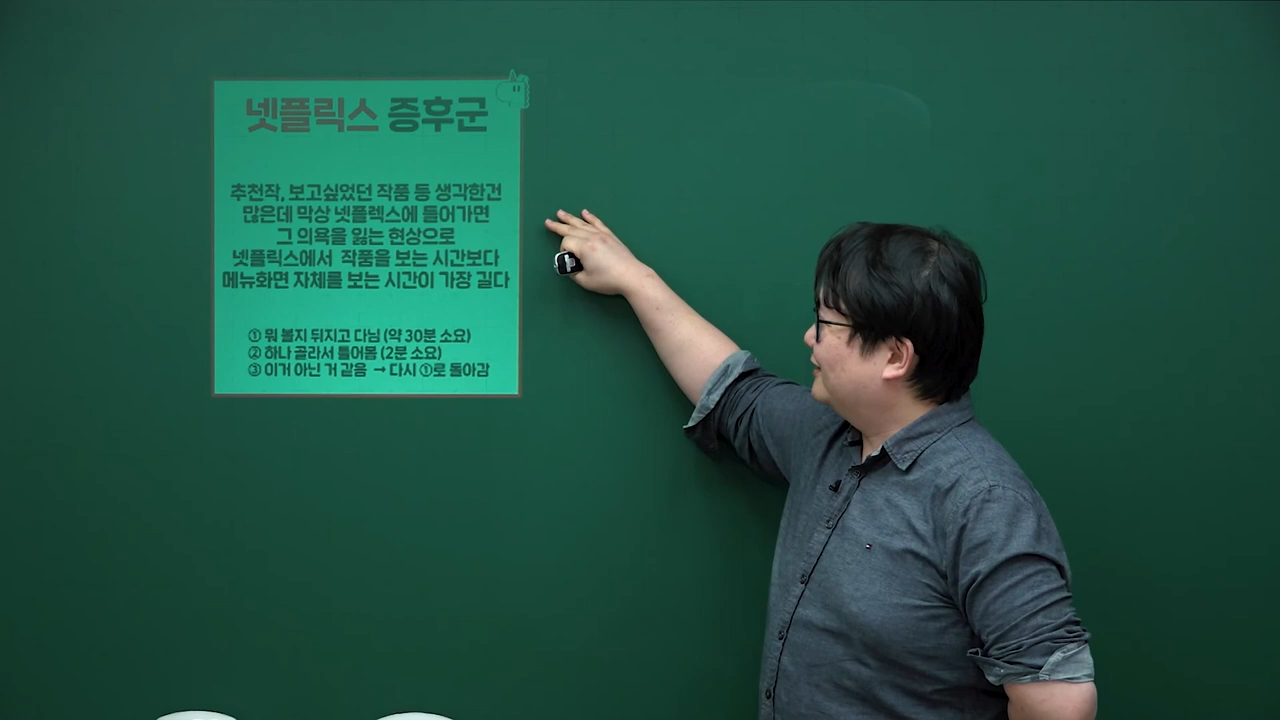 넷플릭스 증후군
추천작, 보고싶었던 작품 등 생각한건
많은데 막상 넷플렉스에 들어가면
그 의욕을 잃는 현상으로
넷플릭스에서 작품을 보는 시간보다
메뉴화면 자체를 보는 시간이 가장 길다
① 뭐 볼지 뒤지고 다님 (약 30분 소요)
② 하나 골라서 틀어봄 (2분 소요)
③ 이거 아닌 거 같음 → 다시 ①로 돌아감